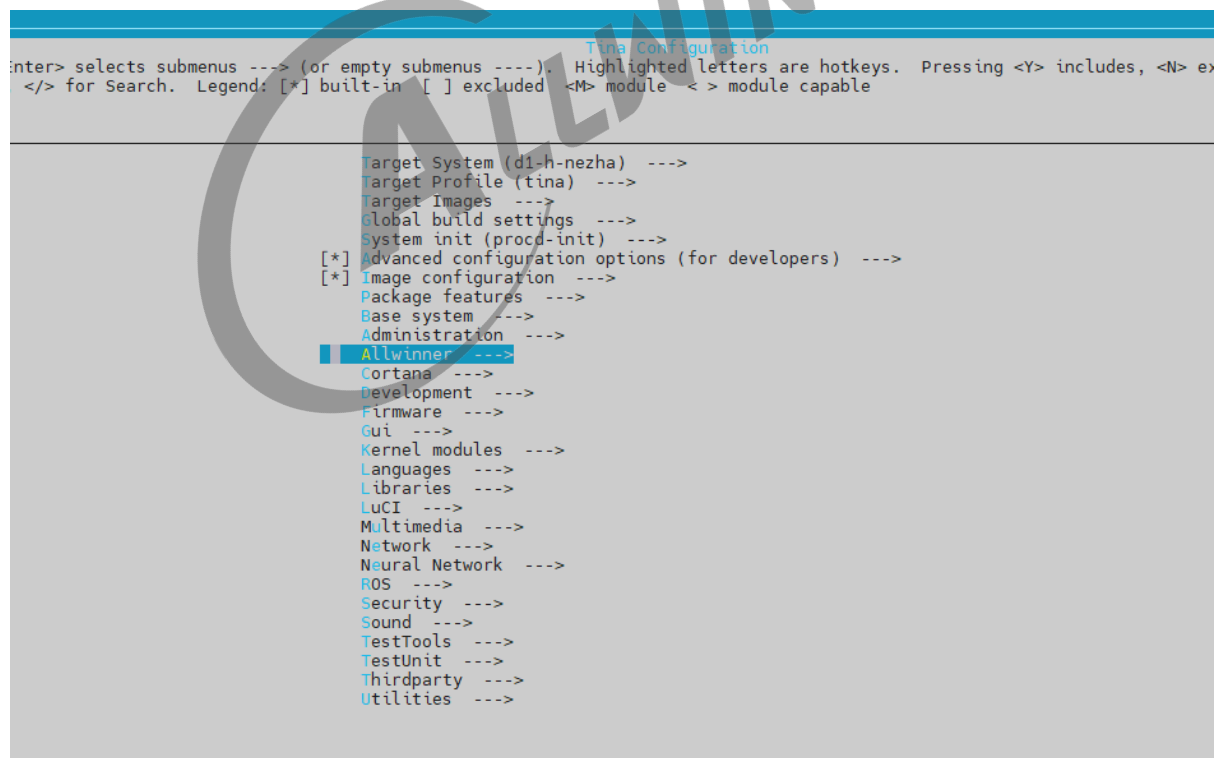 Tina Configuration
Enter> selects submenus ---> (or empty submenus ----).  Highlighted letters are hotkeys.  Pressing <Y> includes, <N> ex
</> for Search.  Legend: [*] built-in  [ ] excluded  <M> module  < > module capable
ALLWIN
Target System (d1-h-nezha)  --->
Target Profile (tina)  --->
Target Images  --->
Global build settings  --->
System init (procd-init)  --->
[*] Advanced configuration options (for developers)  --->
[*] Image configuration  --->
Package features  --->
Base system  --->
Administration  --->
Allwinner  --->
Cortana  --->
Development  --->
Firmware  --->
Gui  --->
Kernel modules  --->
Languages  --->
Libraries  --->
LuCI  --->
Multimedia  --->
Network  --->
Neural Network  --->
ROS  --->
Security  --->
Sound  --->
TestTools  --->
TestUnit  --->
Thirdparty  --->
Utilities  --->